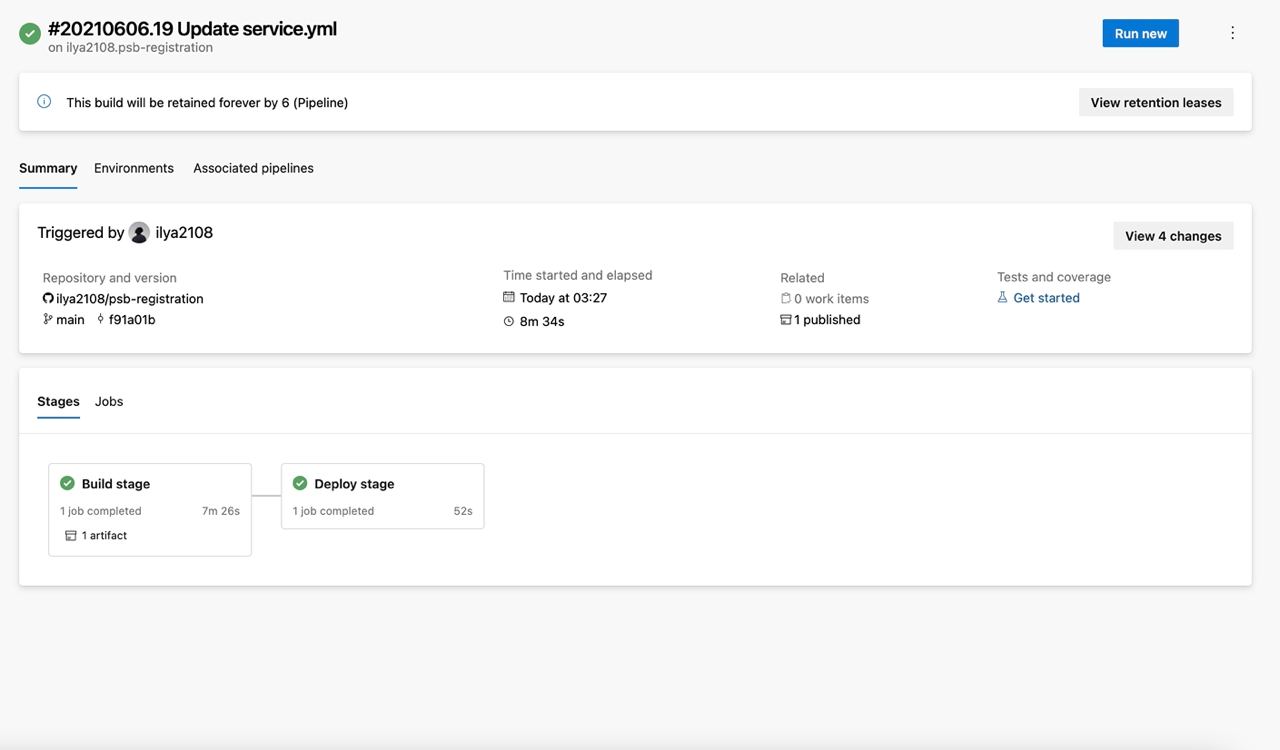 #20210606.19 Update service.yml
on ilya2108.psb-registration
Run new
This build will be retained forever by 6 (Pipeline)
View retention leases
Summary
Environments
Associated pipelines
Triggered by ilya2108
View 4 changes
Repository and version
ilya2108/psb-registration
main f91a01b
Time started and elapsed
Today at 03:27
8m 34s
Related
0 work items
1 published
Tests and coverage
Get started
Stages
Jobs
Build stage
1 job completed 7m 26s
1 artifact
Deploy stage
1 job completed 52s